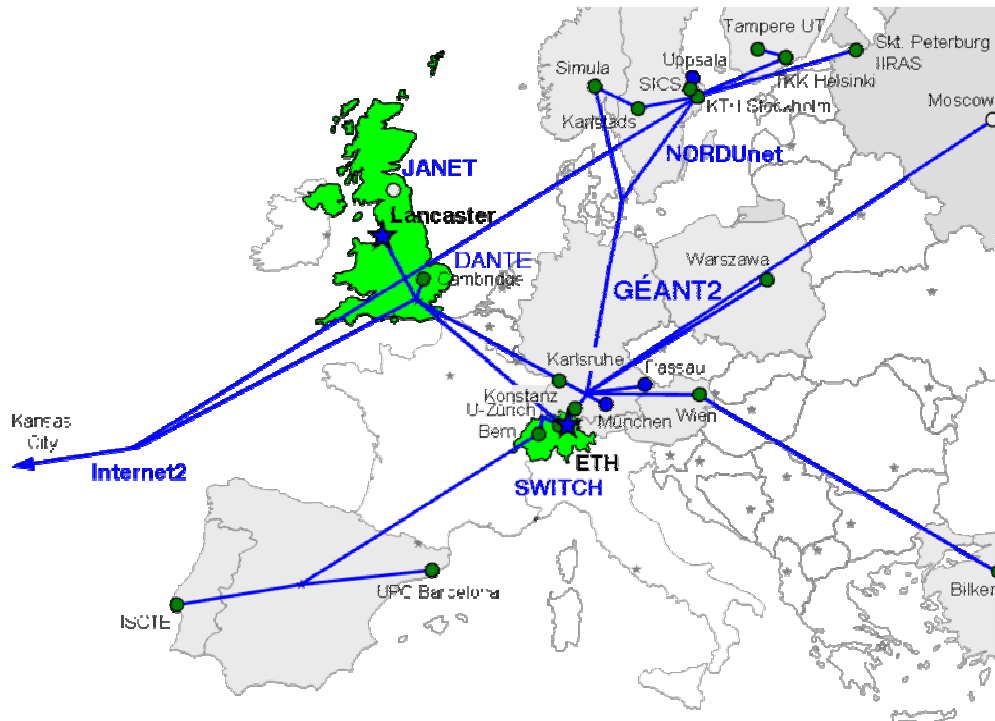 Tampere UT
Skt. Peterburg
IIRAS
Uppsala
Simula
TKK Helsinki
SICS
Moscow
KTH Stockholm
Karlstads
NORDUnet
JANET
Lancaster
DANTE
Warszawa
Cambridge
GÉANT2
Karlsruhe
Passau
Konstanz
U-Zürich
Wien
München
Kansas
City
Bern
ETH
Internet2
SWITCH
UPC Barcelona
ISCTE
Bilken